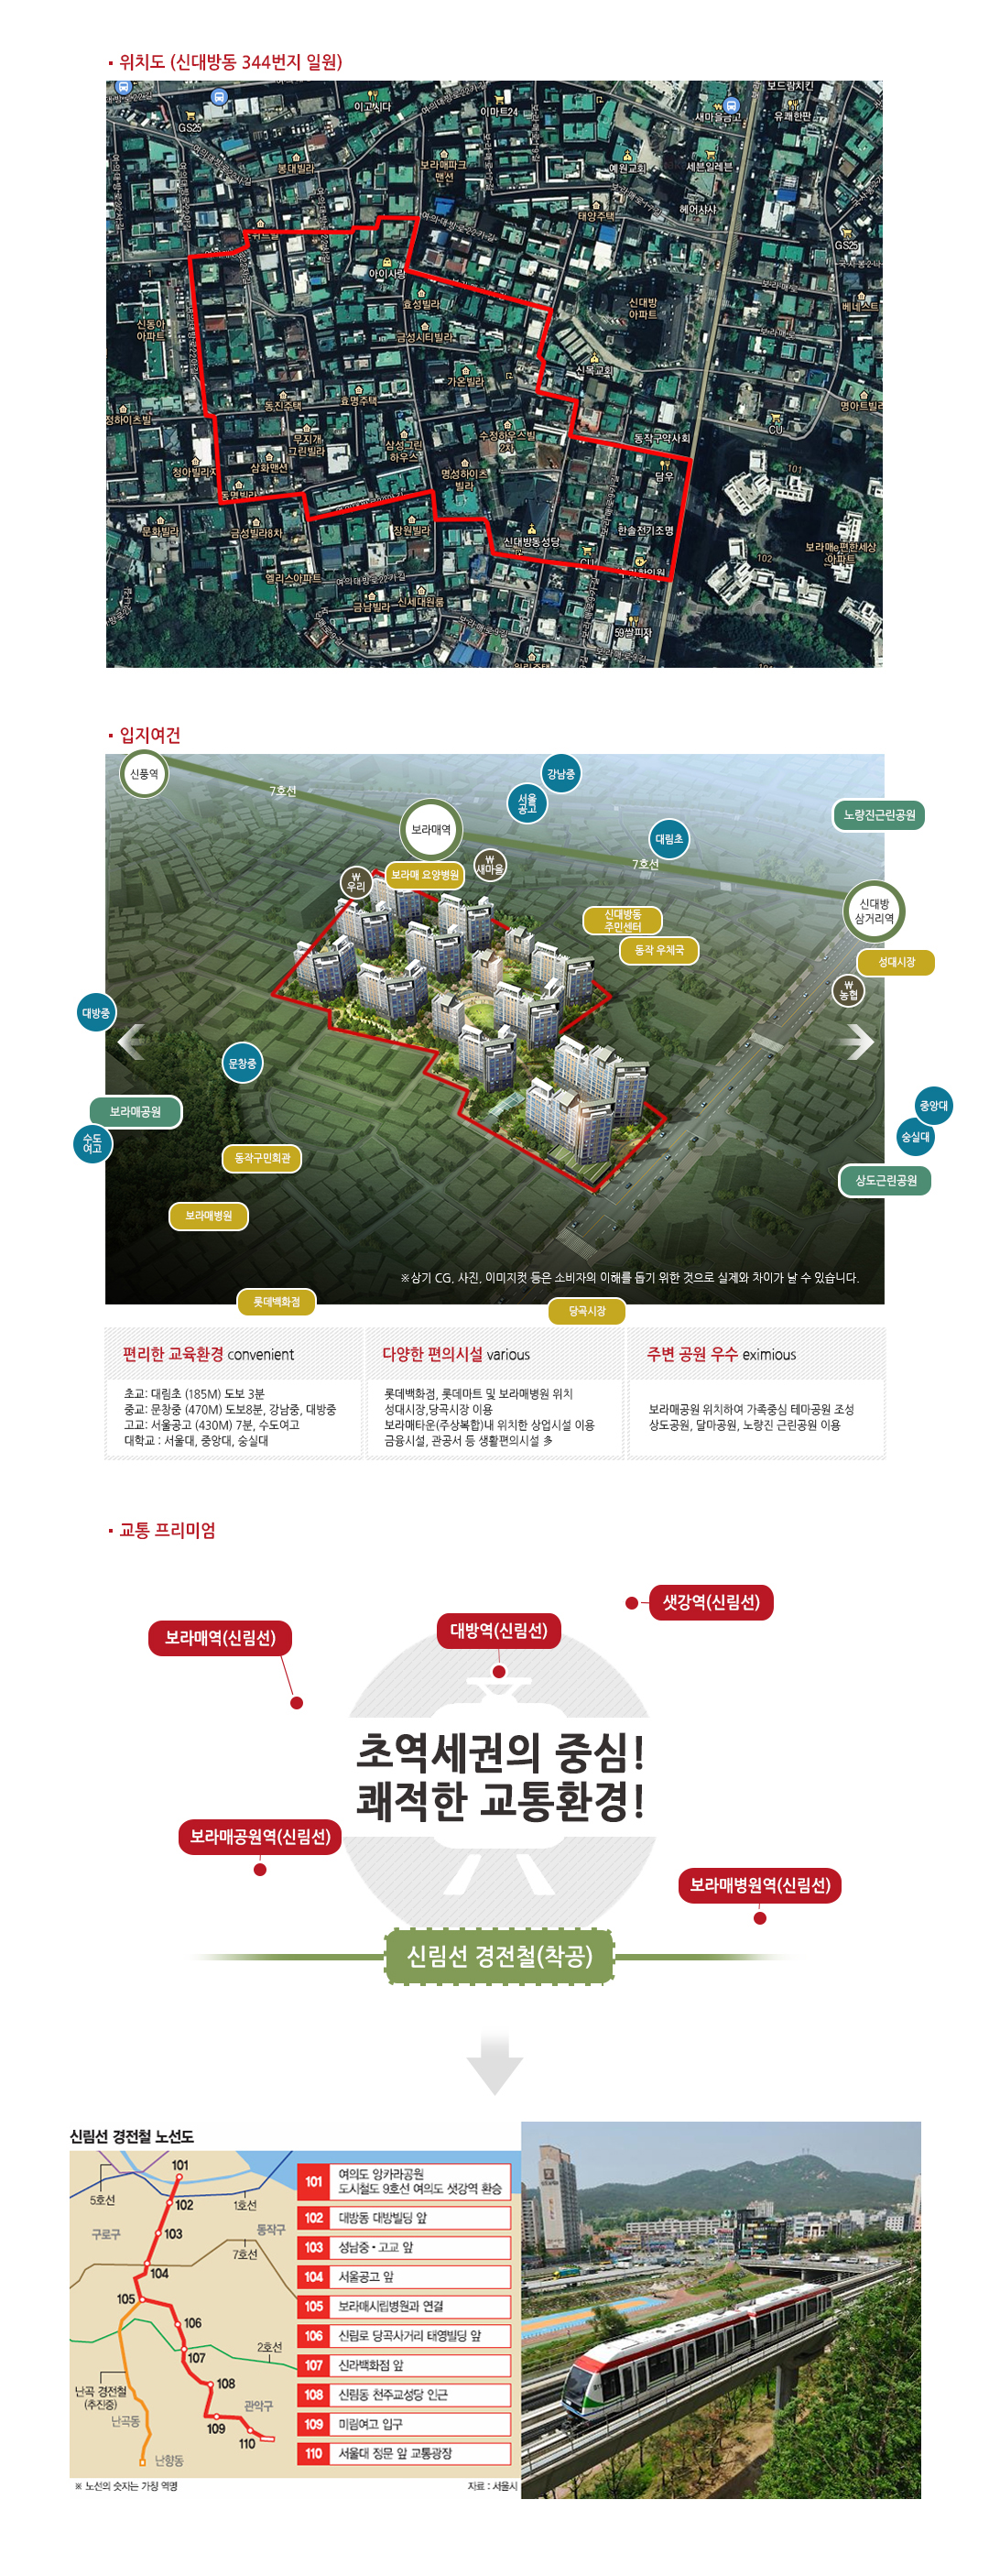 위치도 (신대방동 344번지 일원)
GS25
이고시다
이마트24
보드람치킨
새마을금고
유쾌한판
봉대빌라
보라매파크
맨션
예원교회
세븐일레븐
태양주택
헤어샤샤
GS25
아이사랑
신동아
아파트
효성빌라
금성시티빌라
신대방
아파트
베네스트
신목교회
가온빌라
동진주택
효명주택
명아트빌라
정하이츠빌
무지개
그린빌라
삼성그린
하우스
수정하우스빌
2차
동작구약사회
CU
삼화맨션
담우
101
동명빌라
명성하이츠
빌라
문화빌라
금성빌라8차
장원빌라
신대방동성당
한솔전기조명
CU
보라매e편한세상
아파트
102
엘리스아파트
금남빌라
신세대원룸
59쌀피자
입지여건
신풍역
7호선
강남중
서울
공고
보라매역
대림초
노량진근린공원
₩
우리
보라매 요양병원
₩
새마을
7호선
신대방
삼거리역
신대방동
주민센터
동작 우체국
성대시장
₩
농협
대방중
문창중
보라매공원
수도
여고
중앙대
숭실대
동작구민회관
상도근린공원
보라매병원
※상기 CG, 사진, 이미지컷 등은 소비자의 이해를 돕기 위한 것으로 실제와 차이가 날 수 있습니다.
롯데백화점
당곡시장
편리한 교육환경 convenient
초교: 대림초 (185M) 도보 3분
중교: 문창중 (470M) 도보8분, 강남중, 대방중
고교: 서울공고 (430M) 7분, 수도여고
대학교 : 서울대, 중앙대, 숭실대
다양한 편의시설 various
롯데백화점, 롯데마트 및 보라매병원 위치
성대시장,당곡시장 이용
보라매타운(주상복합)내 위치한 상업시설 이용
금융시설, 관공서 등 생활편의시설 多
주변 공원 우수 eximious
보라매공원 위치하여 가족중심 테마공원 조성
상도공원, 달마공원, 노량진 근린공원 이용
교통 프리미엄
샛강역(신림선)
대방역(신림선)
보라매역(신림선)
초역세권의 중심!
쾌적한 교통환경!
보라매공원역(신림선)
보라매병원역(신림선)
신림선 경전철(착공)
신림선 경전철 노선도
101
5호선
102
1호선
구로구
103
동작구
7호선
104
105
106
107
2호선
108
난곡 경전철
(추진중)
관악구
난곡동
109
110
난향동
101 여의도 앙카라공원
도시철도 9호선 여의도 샛강역 환승
102 대방동 대방빌딩 앞
103 성남중·고교 앞
104 서울공고 앞
105 보라매시립병원과 연결
106 신림로 당곡사거리 태영빌딩 앞
107 신라백화점 앞
108 신림동 천주교성당 인근
109 미림여고 입구
110 서울대 정문 앞 교통광장
※ 노선의 숫자는 가칭 역명
자료 : 서울시